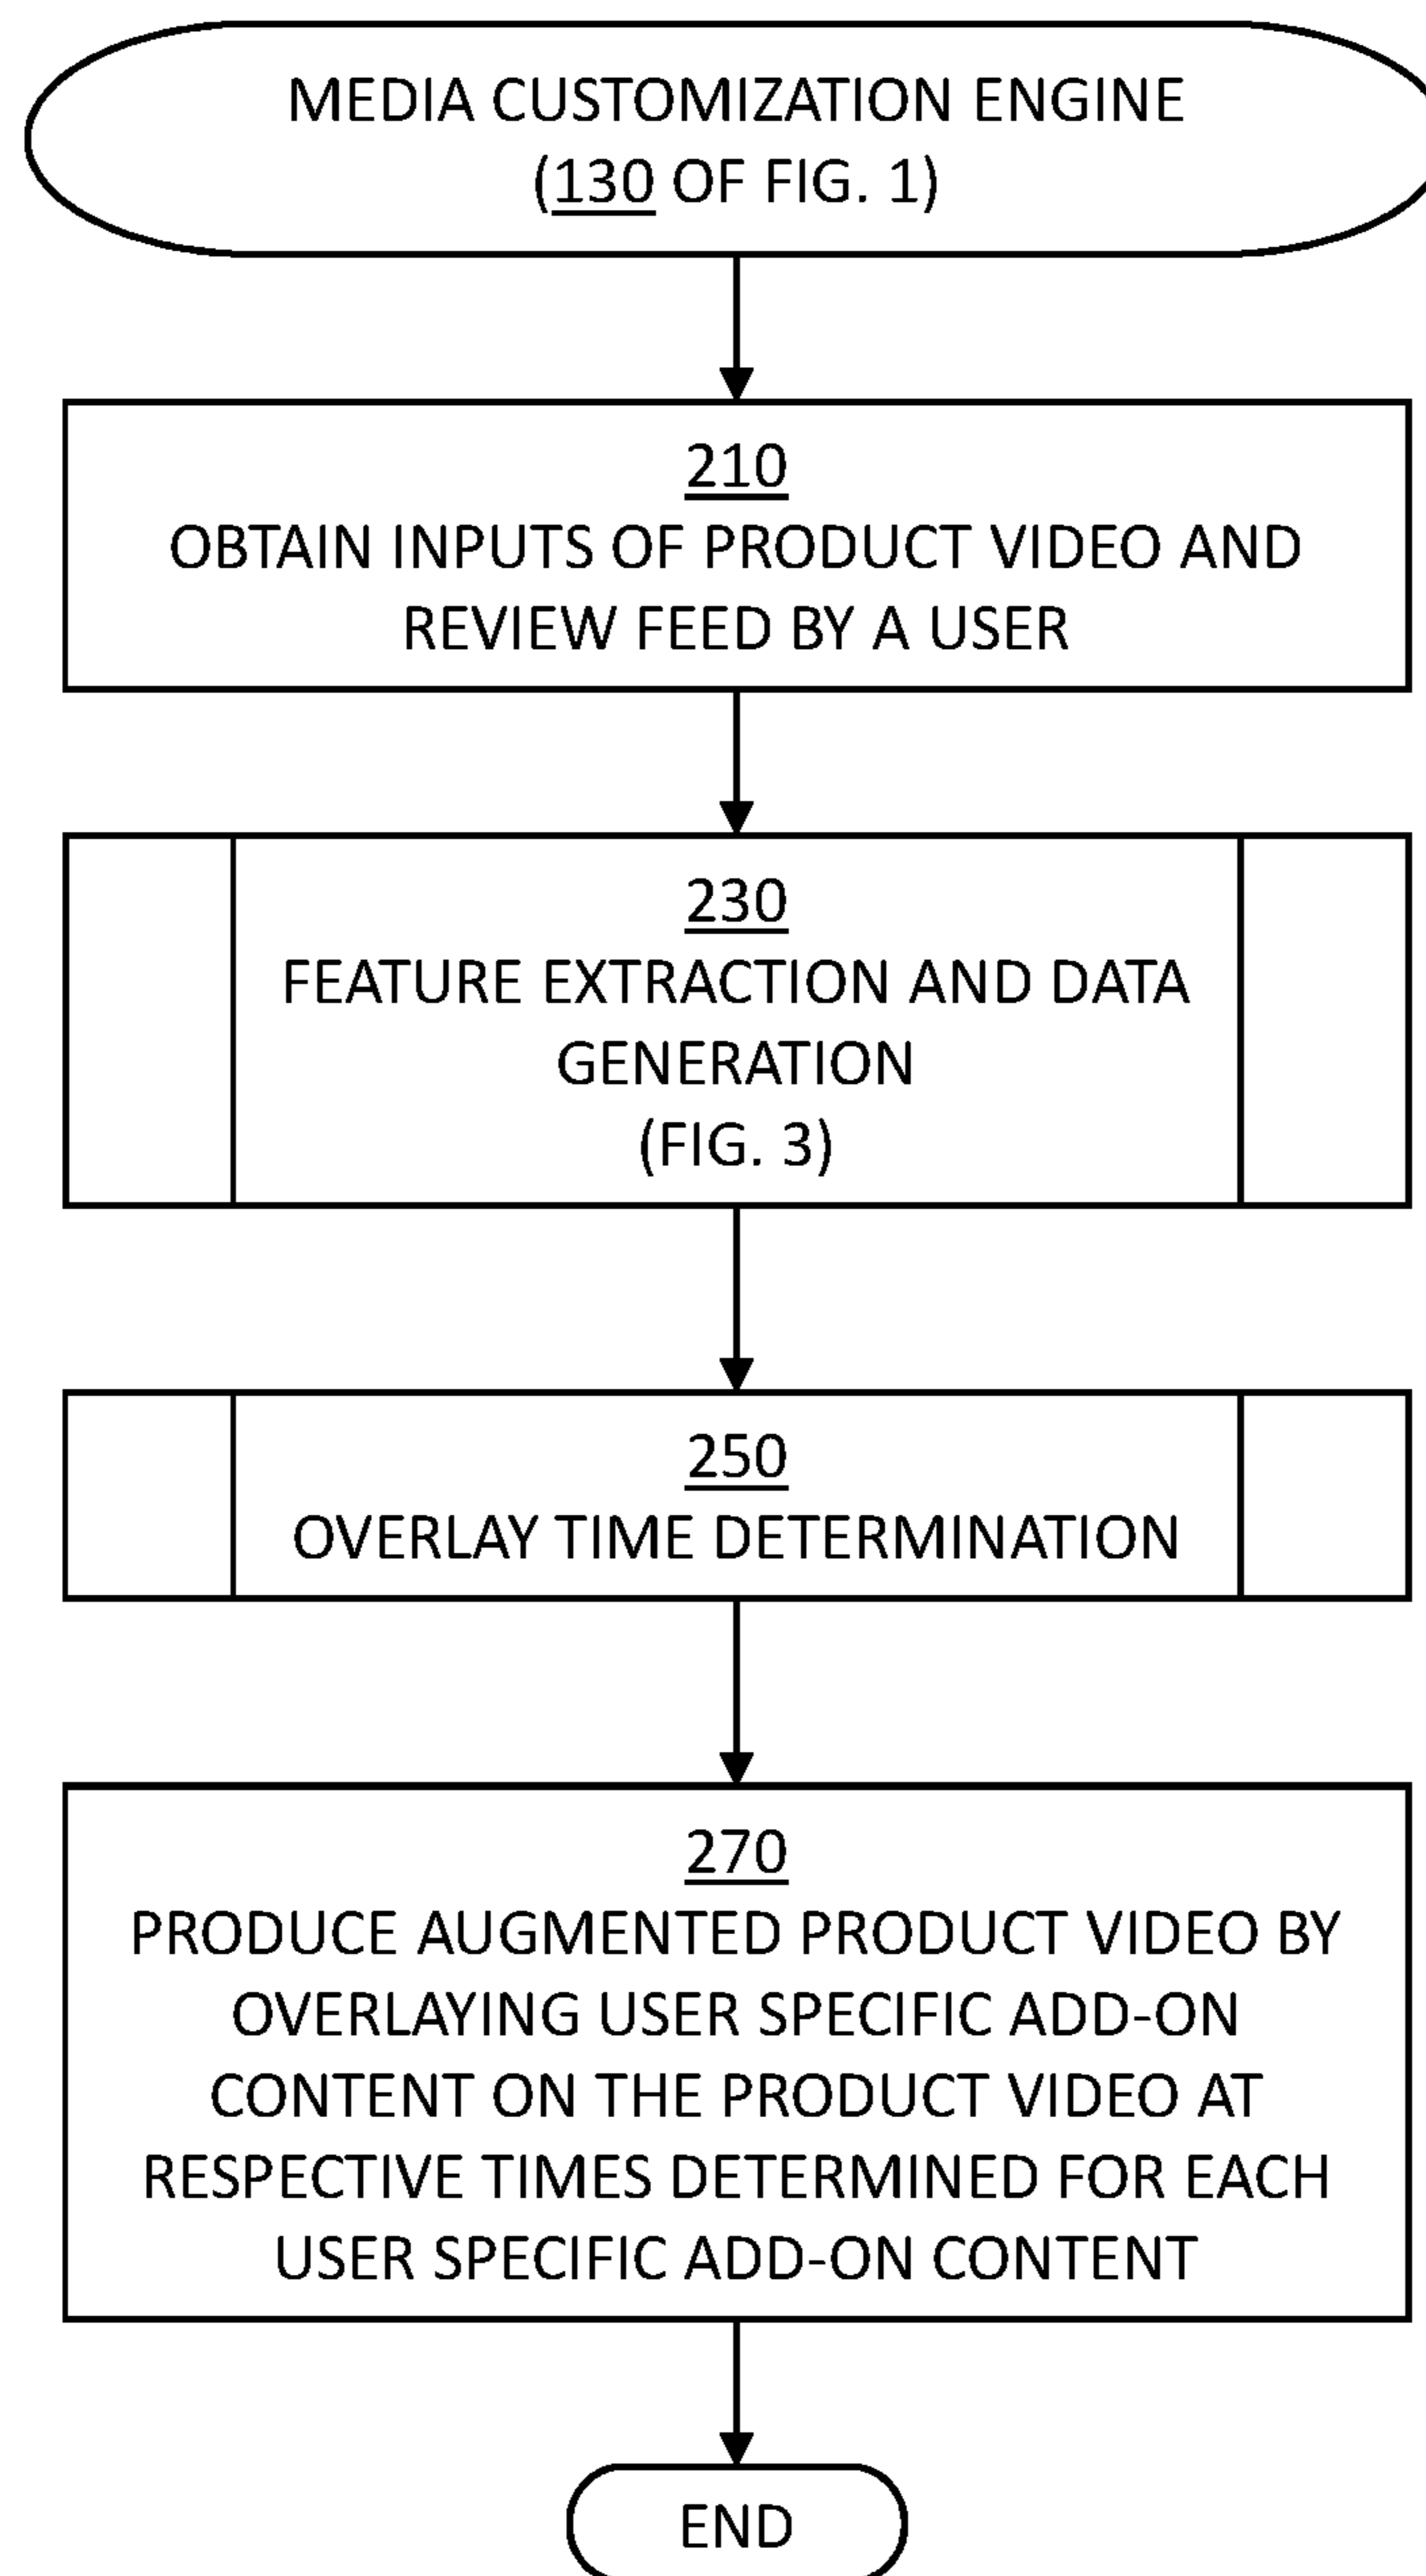 MEDIA CUSTOMIZATION ENGINE
(130 OF FIG. 1)
210
OBTAIN INPUTS OF PRODUCT VIDEO AND
REVIEW FEED BY A USER
230
FEATURE EXTRACTION AND DATA
GENERATION
(FIG. 3)
250
OVERLAY TIME DETERMINATION
270
PRODUCE AUGMENTED PRODUCT VIDEO BY
OVERLAYING USER SPECIFIC ADD-ON
CONTENT ON THE PRODUCT VIDEO AT
RESPECTIVE TIMES DETERMINED FOR EACH
USER SPECIFIC ADD-ON CONTENT
END